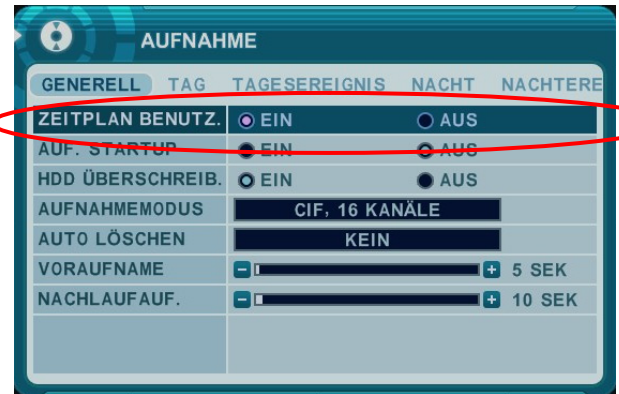 AUFNAHME
GENERELL TAG TAGESEREIGNIS NACHT NACHTERE
ZEITPLAN BENUTZ. EIN AUS
AUF. STARTUP EIN AUS
HDD ÜBERSCHREIB. EIN AUS
AUFNAHMEMODUS CIF, 16 KANÄLE
AUTO LÖSCHEN KEIN
VORAUFNAME 5 SEK
NACHLAUFAUF. 10 SEK